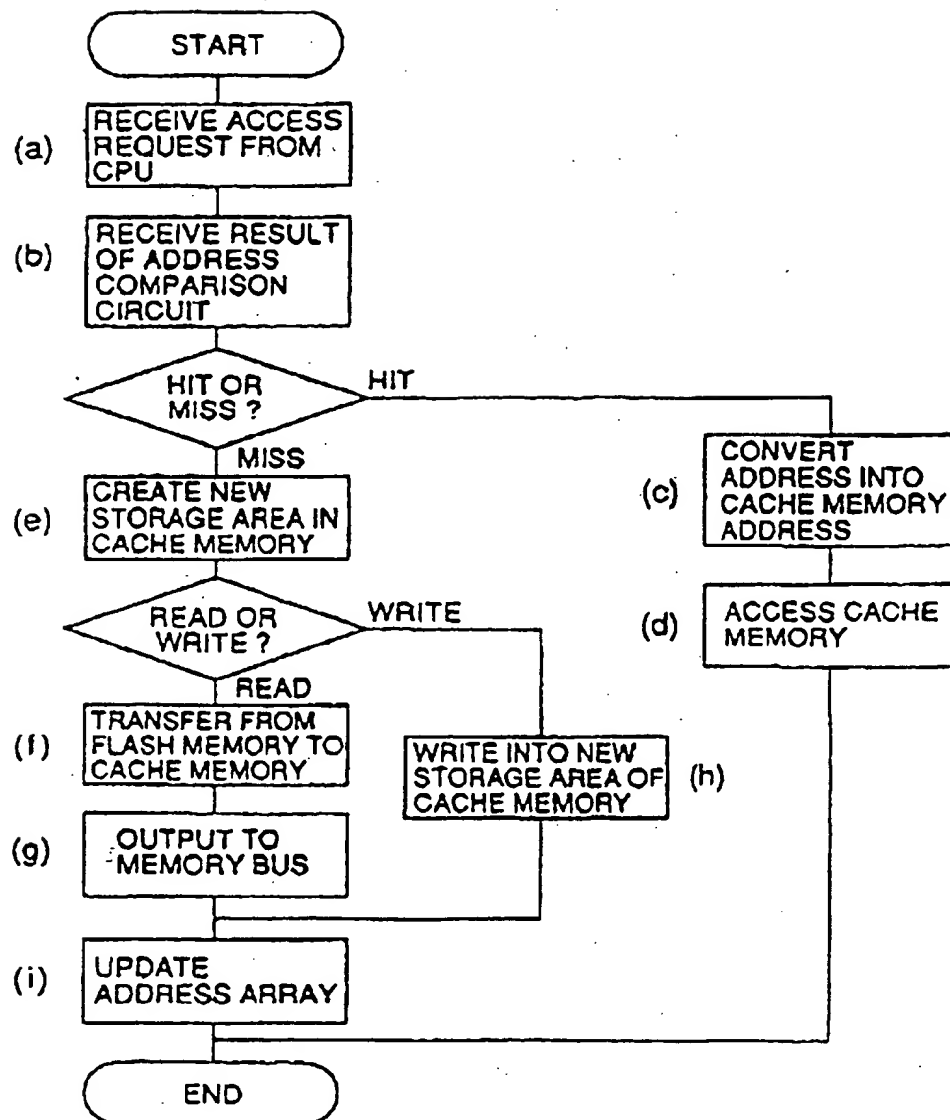 START
(a)
RECEIVE ACCESS
REQUEST FROM
CPU
(b)
RECEIVE RESULT
OF ADDRESS
COMPARISON
CIRCUIT
HIT OR
MISS ?
HIT
MISS
(c)
CONVERT
ADDRESS INTO
CACHE MEMORY
ADDRESS
(e)
CREATE NEW
STORAGE AREA IN
CACHE MEMORY
(d)
ACCESS CACHE
MEMORY
READ OR
WRITE ?
WRITE
READ
(f)
TRANSFER FROM
FLASH MEMORY TO
CACHE MEMORY
WRITE INTO NEW
STORAGE AREA OF
CACHE MEMORY
(h)
(g)
OUTPUT TO
MEMORY BUS
(i)
UPDATE
ADDRESS ARRAY
END